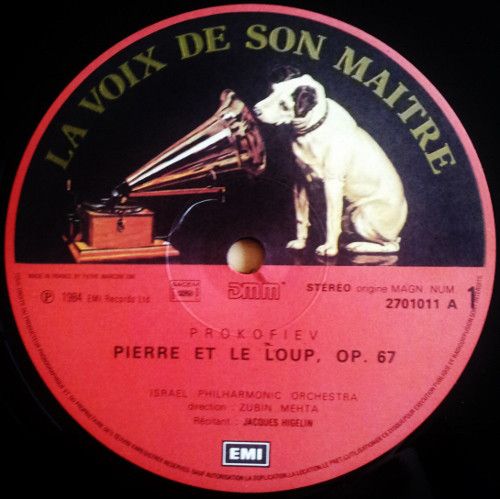 LA VOIX DE SON MAITRE
MADE IN FRANCE BY PATHE MARCONI EMI
℗ 1984 EMI Records Ltd
SACEM
DMM
STEREO origine MAGN NUM
2701011 A
1
PROKOFIEV
PIERRE ET LE LOUP, OP. 67
ISRAEL PHILHARMONIC ORCHESTRA
direction : ZUBIN MEHTA
Récitant : JACQUES HIGELIN
EMI